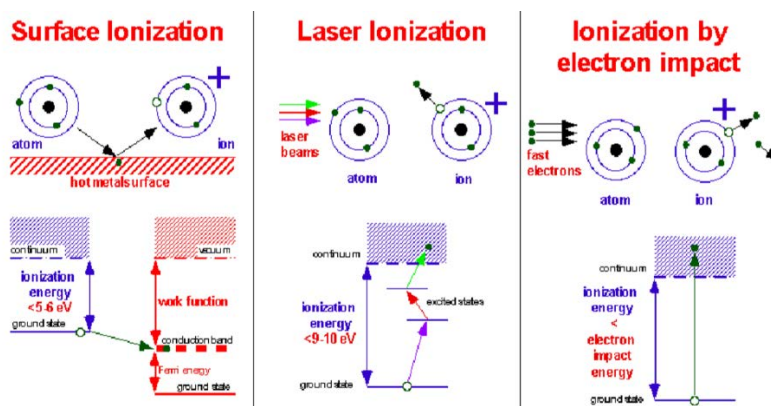 Surface Ionization
+
atom
ion
hot metal surface
continuum
vacuum
ionization
energy
<5-6 eV
work function
ground state
conduction band
Fermi energy
ground state
Laser Ionization
+
laser
beams
atom
ion
continuum
ionization
energy
<9-10 eV
excited states
ground state
Ionization by
electron impact
+
fast
electrons
atom
ion
continuum
ionization
energy
<
electron
impact
energy
ground state